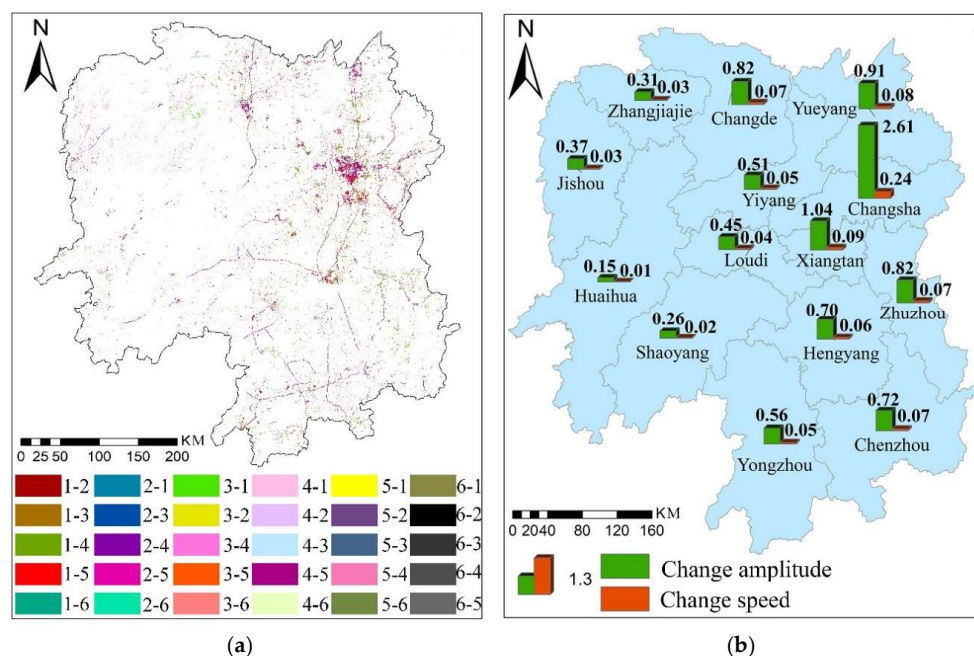 N
0 25 50 100 150 200 KM
1-2 2-1 3-1 4-1 5-1 6-1
1-3 2-3 3-2 4-2 5-2 6-2
1-4 2-4 3-4 4-3 5-3 6-3
1-5 2-5 3-5 4-5 5-4 6-4
1-6 2-6 3-6 4-6 5-6 6-5
(a)
N
0.31 0.03
Zhangjiajie
0.82 0.07
Changde
0.91 0.08
Yueyang
0.37 0.03
Jishou
0.51 0.05
Yiyang
2.61 0.24
Changsha
0.45 0.04
Loudi
1.04 0.09
Xiangtan
0.15 0.01
Huaihua
0.82 0.07
Zhuzhou
0.26 0.02
Shaoyang
0.70 0.06
Hengyang
0.56 0.05
Yongzhou
0.72 0.07
Chenzhou
0 2040 80 120 160 KM
1.3
Change amplitude
Change speed
(b)